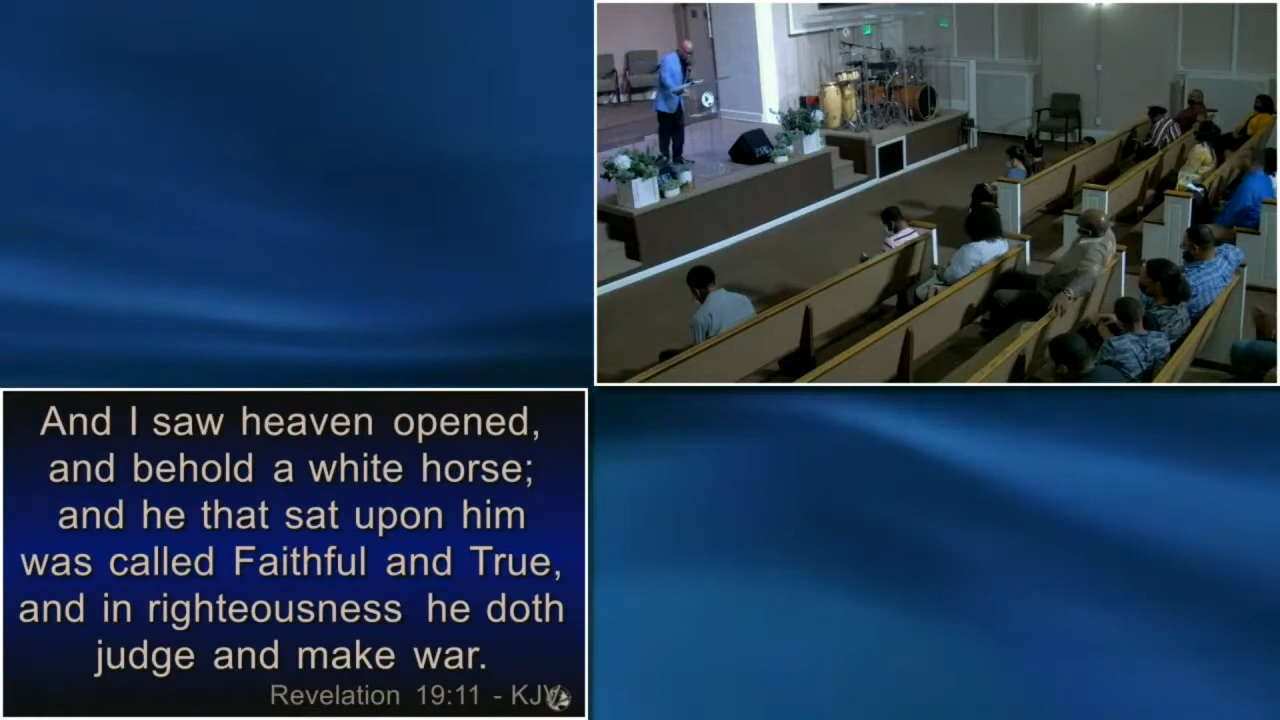 And I saw heaven opened,
and behold a white horse;
and he that sat upon him
was called Faithful and True,
and in righteousness he doth
judge and make war.
Revelation 19:11 - KJV